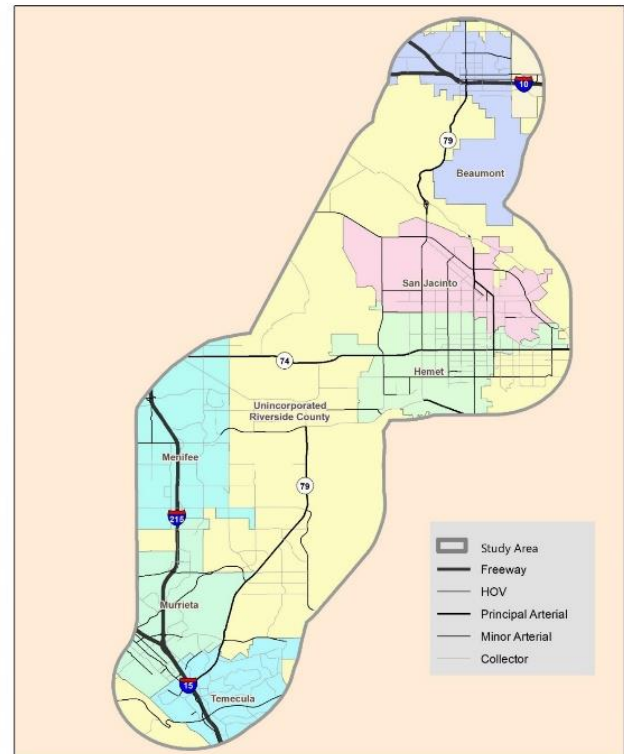 10
79
Beaumont
San Jacinto
74
Hemet
Unincorporated
Riverside County
Menifee
79
215
Murrieta
15
Temecula
Study Area
Freeway
HOV
Principal Arterial
Minor Arterial
Collector